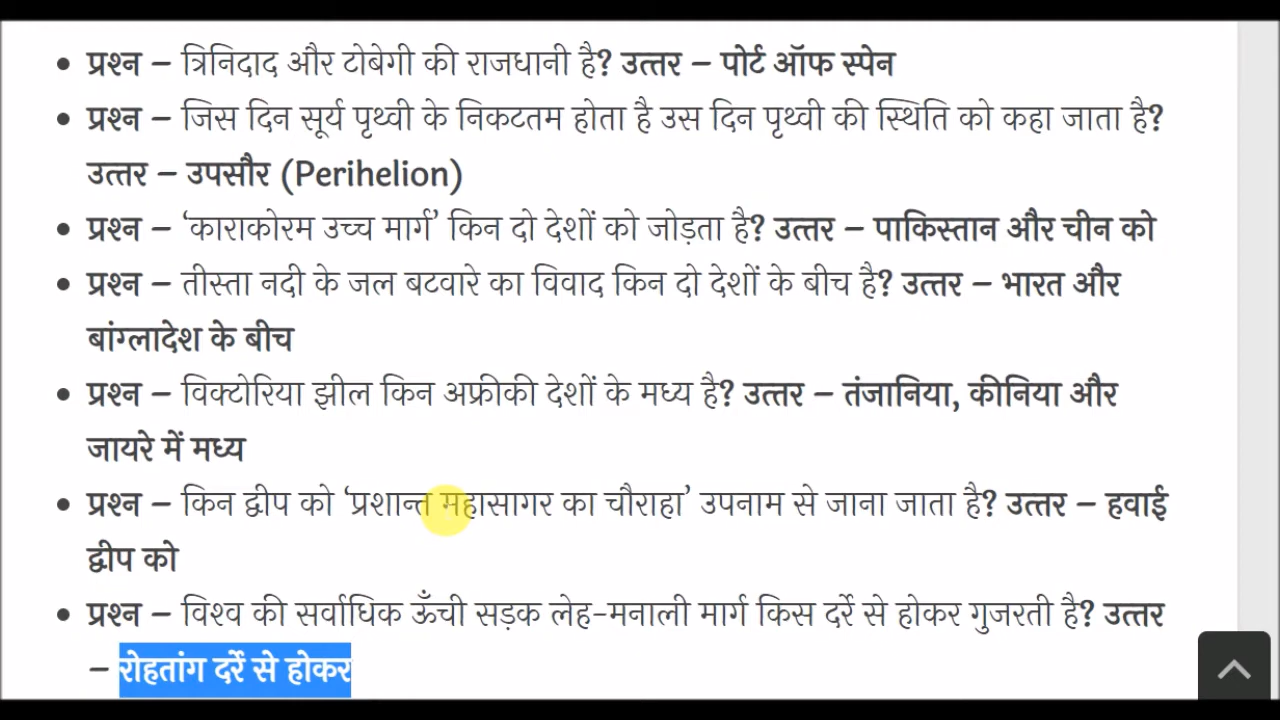 प्रश्न – त्रिनिदाद और टोबेगी की राजधानी है? उत्तर – पोर्ट ऑफ स्पेन
प्रश्न – जिस दिन सूर्य पृथ्वी के निकटतम होता है उस दिन पृथ्वी की स्थिति को कहा जाता है?
उत्तर – उपसौर (Perihelion)
प्रश्न – ‘काराकोरम उच्च मार्ग’ किन दो देशों को जोड़ता है? उत्तर – पाकिस्तान और चीन को
प्रश्न – तीस्ता नदी के जल बटवारे का विवाद किन दो देशों के बीच है? उत्तर – भारत और
बांग्लादेश के बीच
प्रश्न – विक्टोरिया झील किन अफ्रीकी देशों के मध्य है? उत्तर – तंजानिया, कीनिया और
जायरे में मध्य
प्रश्न – किन द्वीप को ‘प्रशान्त महासागर का चौराहा’ उपनाम से जाना जाता है? उत्तर – हवाई
द्वीप को
प्रश्न – विश्व की सर्वाधिक ऊँची सड़क लेह-मनाली मार्ग किस दर्रे से होकर गुजरती है? उत्तर
– रोहतांग दर्रे से होकर